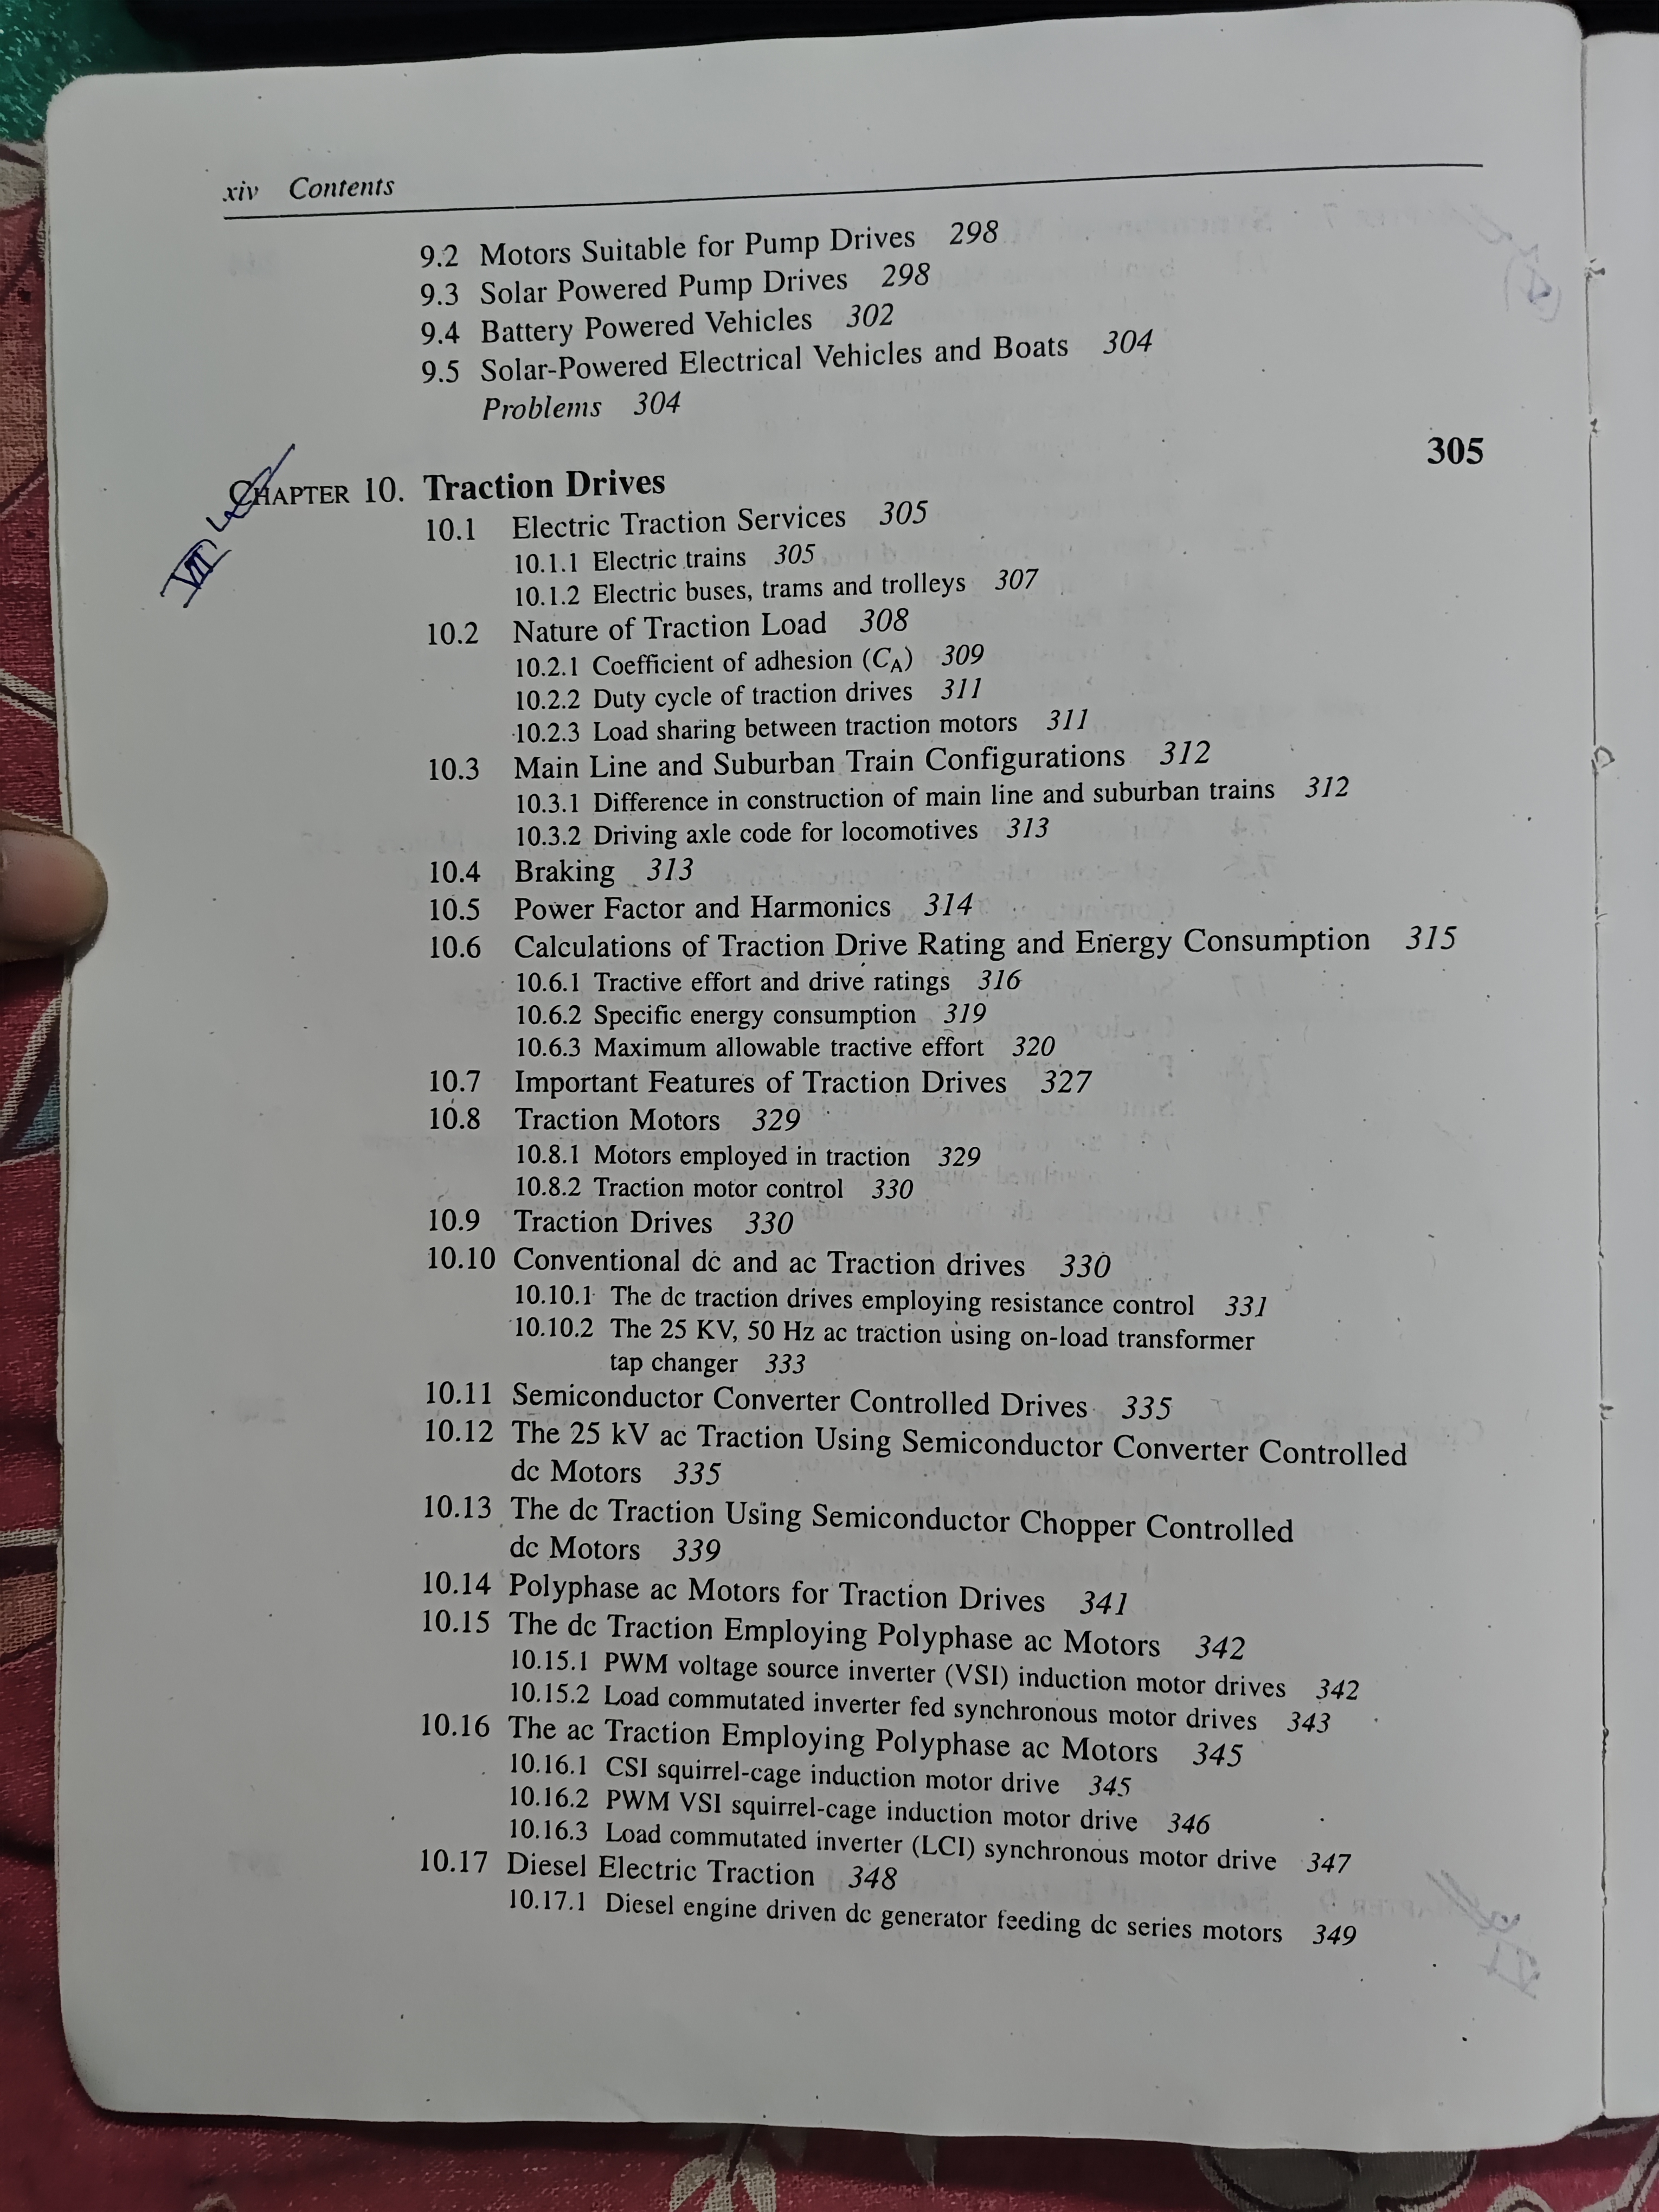 xiv Contents
9.2 Motors Suitable for Pump Drives 298
9.3 Solar Powered Pump Drives 298
9.4 Battery Powered Vehicles 302
9.5 Solar-Powered Electrical Vehicles and Boats 304
Problems 304
CHAPTER 10. Traction Drives 305
VII
10.1 Electric Traction Services 305
10.1.1 Electric trains 305
10.1.2 Electric buses, trams and trolleys 307
10.2 Nature of Traction Load 308
10.2.1 Coefficient of adhesion (CA) 309
10.2.2 Duty cycle of traction drives 311
10.2.3 Load sharing between traction motors 311
10.3 Main Line and Suburban Train Configurations 312
10.3.1 Difference in construction of main line and suburban trains 312
10.3.2 Driving axle code for locomotives 313
10.4 Braking 313
10.5 Power Factor and Harmonics 314
10.6 Calculations of Traction Drive Rating and Energy Consumption 315
10.6.1 Tractive effort and drive ratings 316
10.6.2 Specific energy consumption 319
10.6.3 Maximum allowable tractive effort 320
10.7 Important Features of Traction Drives 327
10.8 Traction Motors 329
10.8.1 Motors employed in traction 329
10.8.2 Traction motor control 330
10.9 Traction Drives 330
10.10 Conventional dc and ac Traction drives 330
10.10.1 The dc traction drives employing resistance control 331
10.10.2 The 25 KV, 50 Hz ac traction using on-load transformer
tap changer 333
10.11 Semiconductor Converter Controlled Drives 335
10.12 The 25 kV ac Traction Using Semiconductor Converter Controlled
dc Motors 335
10.13 The dc Traction Using Semiconductor Chopper Controlled
dc Motors 339
10.14 Polyphase ac Motors for Traction Drives 341
10.15 The dc Traction Employing Polyphase ac Motors 342
10.15.1 PWM voltage source inverter (VSI) induction motor drives 342
10.15.2 Load commutated inverter fed synchronous motor drives 343
10.16 The ac Traction Employing Polyphase ac Motors 345
10.16.1 CSI squirrel-cage induction motor drive 345
10.16.2 PWM VSI squirrel-cage induction motor drive 346
10.16.3 Load commutated inverter (LCI) synchronous motor drive 347
10.17 Diesel Electric Traction 348
10.17.1 Diesel engine driven dc generator feeding dc series motors 349